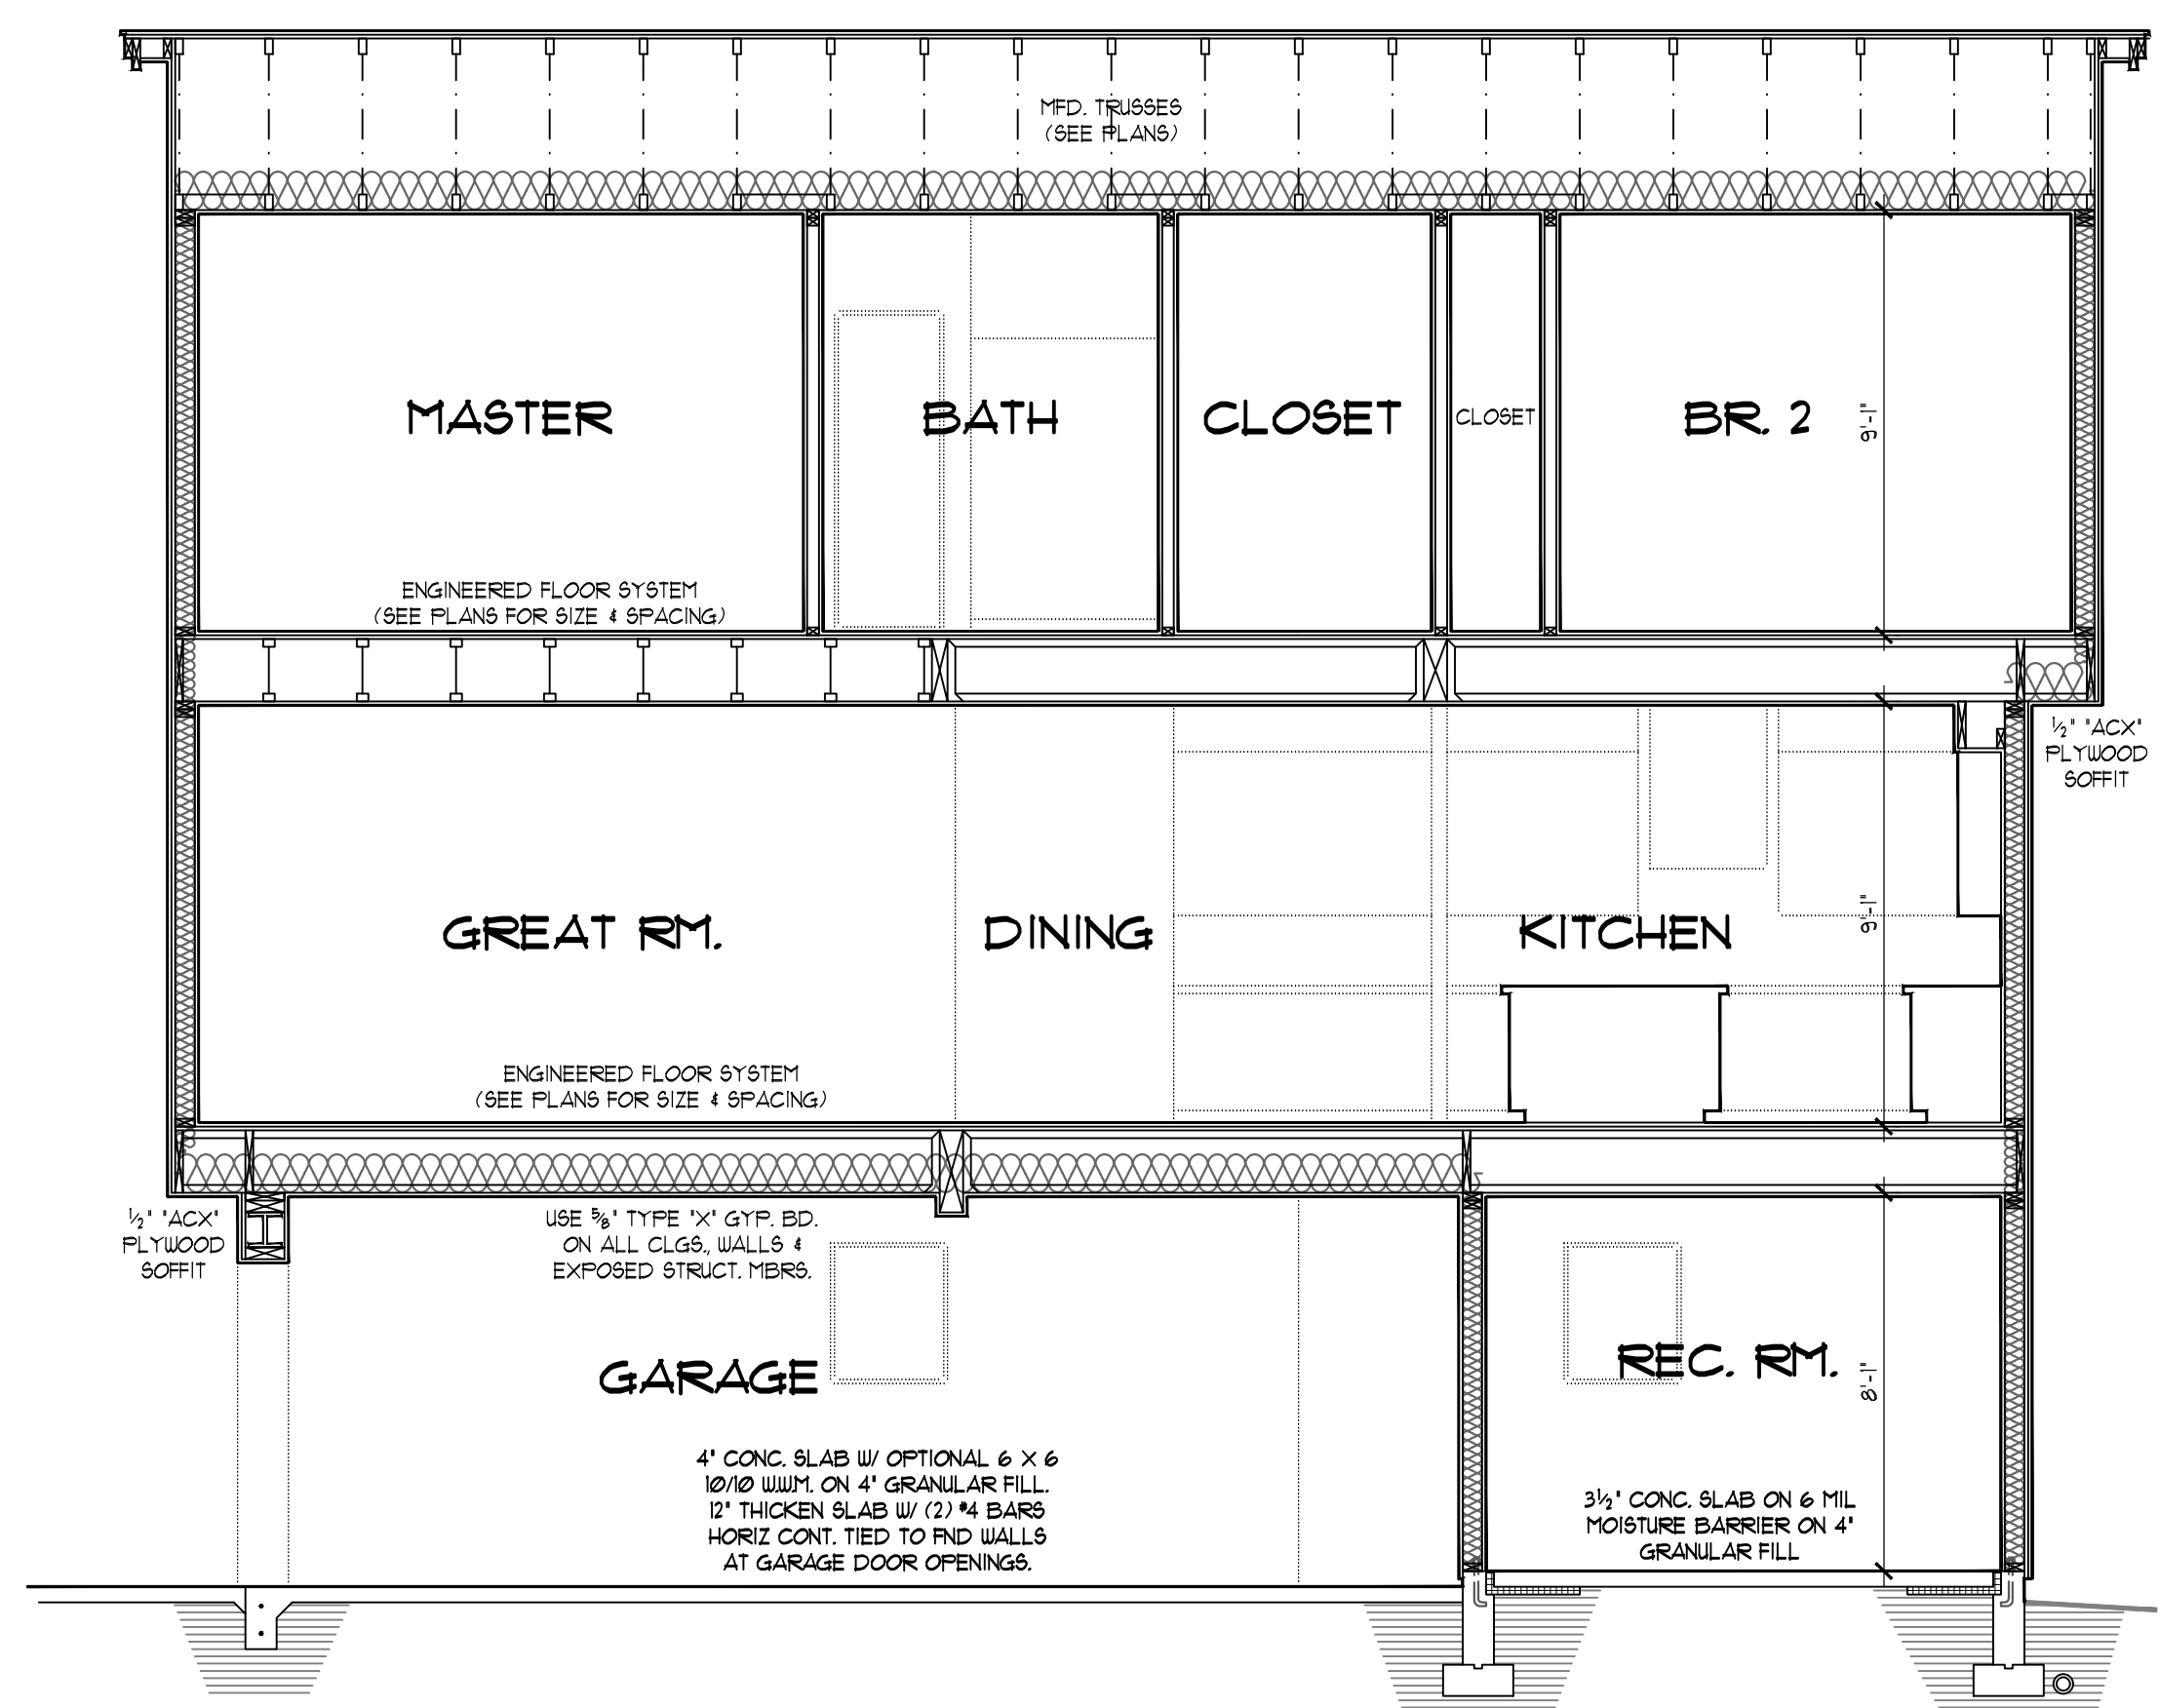 MFD. TRUSSES
(SEE PLANS)
MASTER
BATH
CLOSET
CLOSET
BR. 2
9'-1"
ENGINEERED FLOOR SYSTEM
(SEE PLANS FOR SIZE & SPACING)
½" "ACX"
PLYWOOD
SOFFIT
GREAT RM.
DINING
KITCHEN
9'-1"
ENGINEERED FLOOR SYSTEM
(SEE PLANS FOR SIZE & SPACING)
½" "ACX"
PLYWOOD
SOFFIT
USE ⅝" TYPE "X" GYP. BD.
ON ALL CLGS., WALLS &
EXPOSED STRUCT. MBRS.
GARAGE
REC. RM.
8'-1"
4" CONC. SLAB W/ OPTIONAL 6 X 6
10/10 W.W.M. ON 4" GRANULAR FILL.
12" THICKEN SLAB W/ (2) #4 BARS
HORIZ CONT. TIED TO FND WALLS
AT GARAGE DOOR OPENINGS.
3½" CONC. SLAB ON 6 MIL
MOISTURE BARRIER ON 4"
GRANULAR FILL